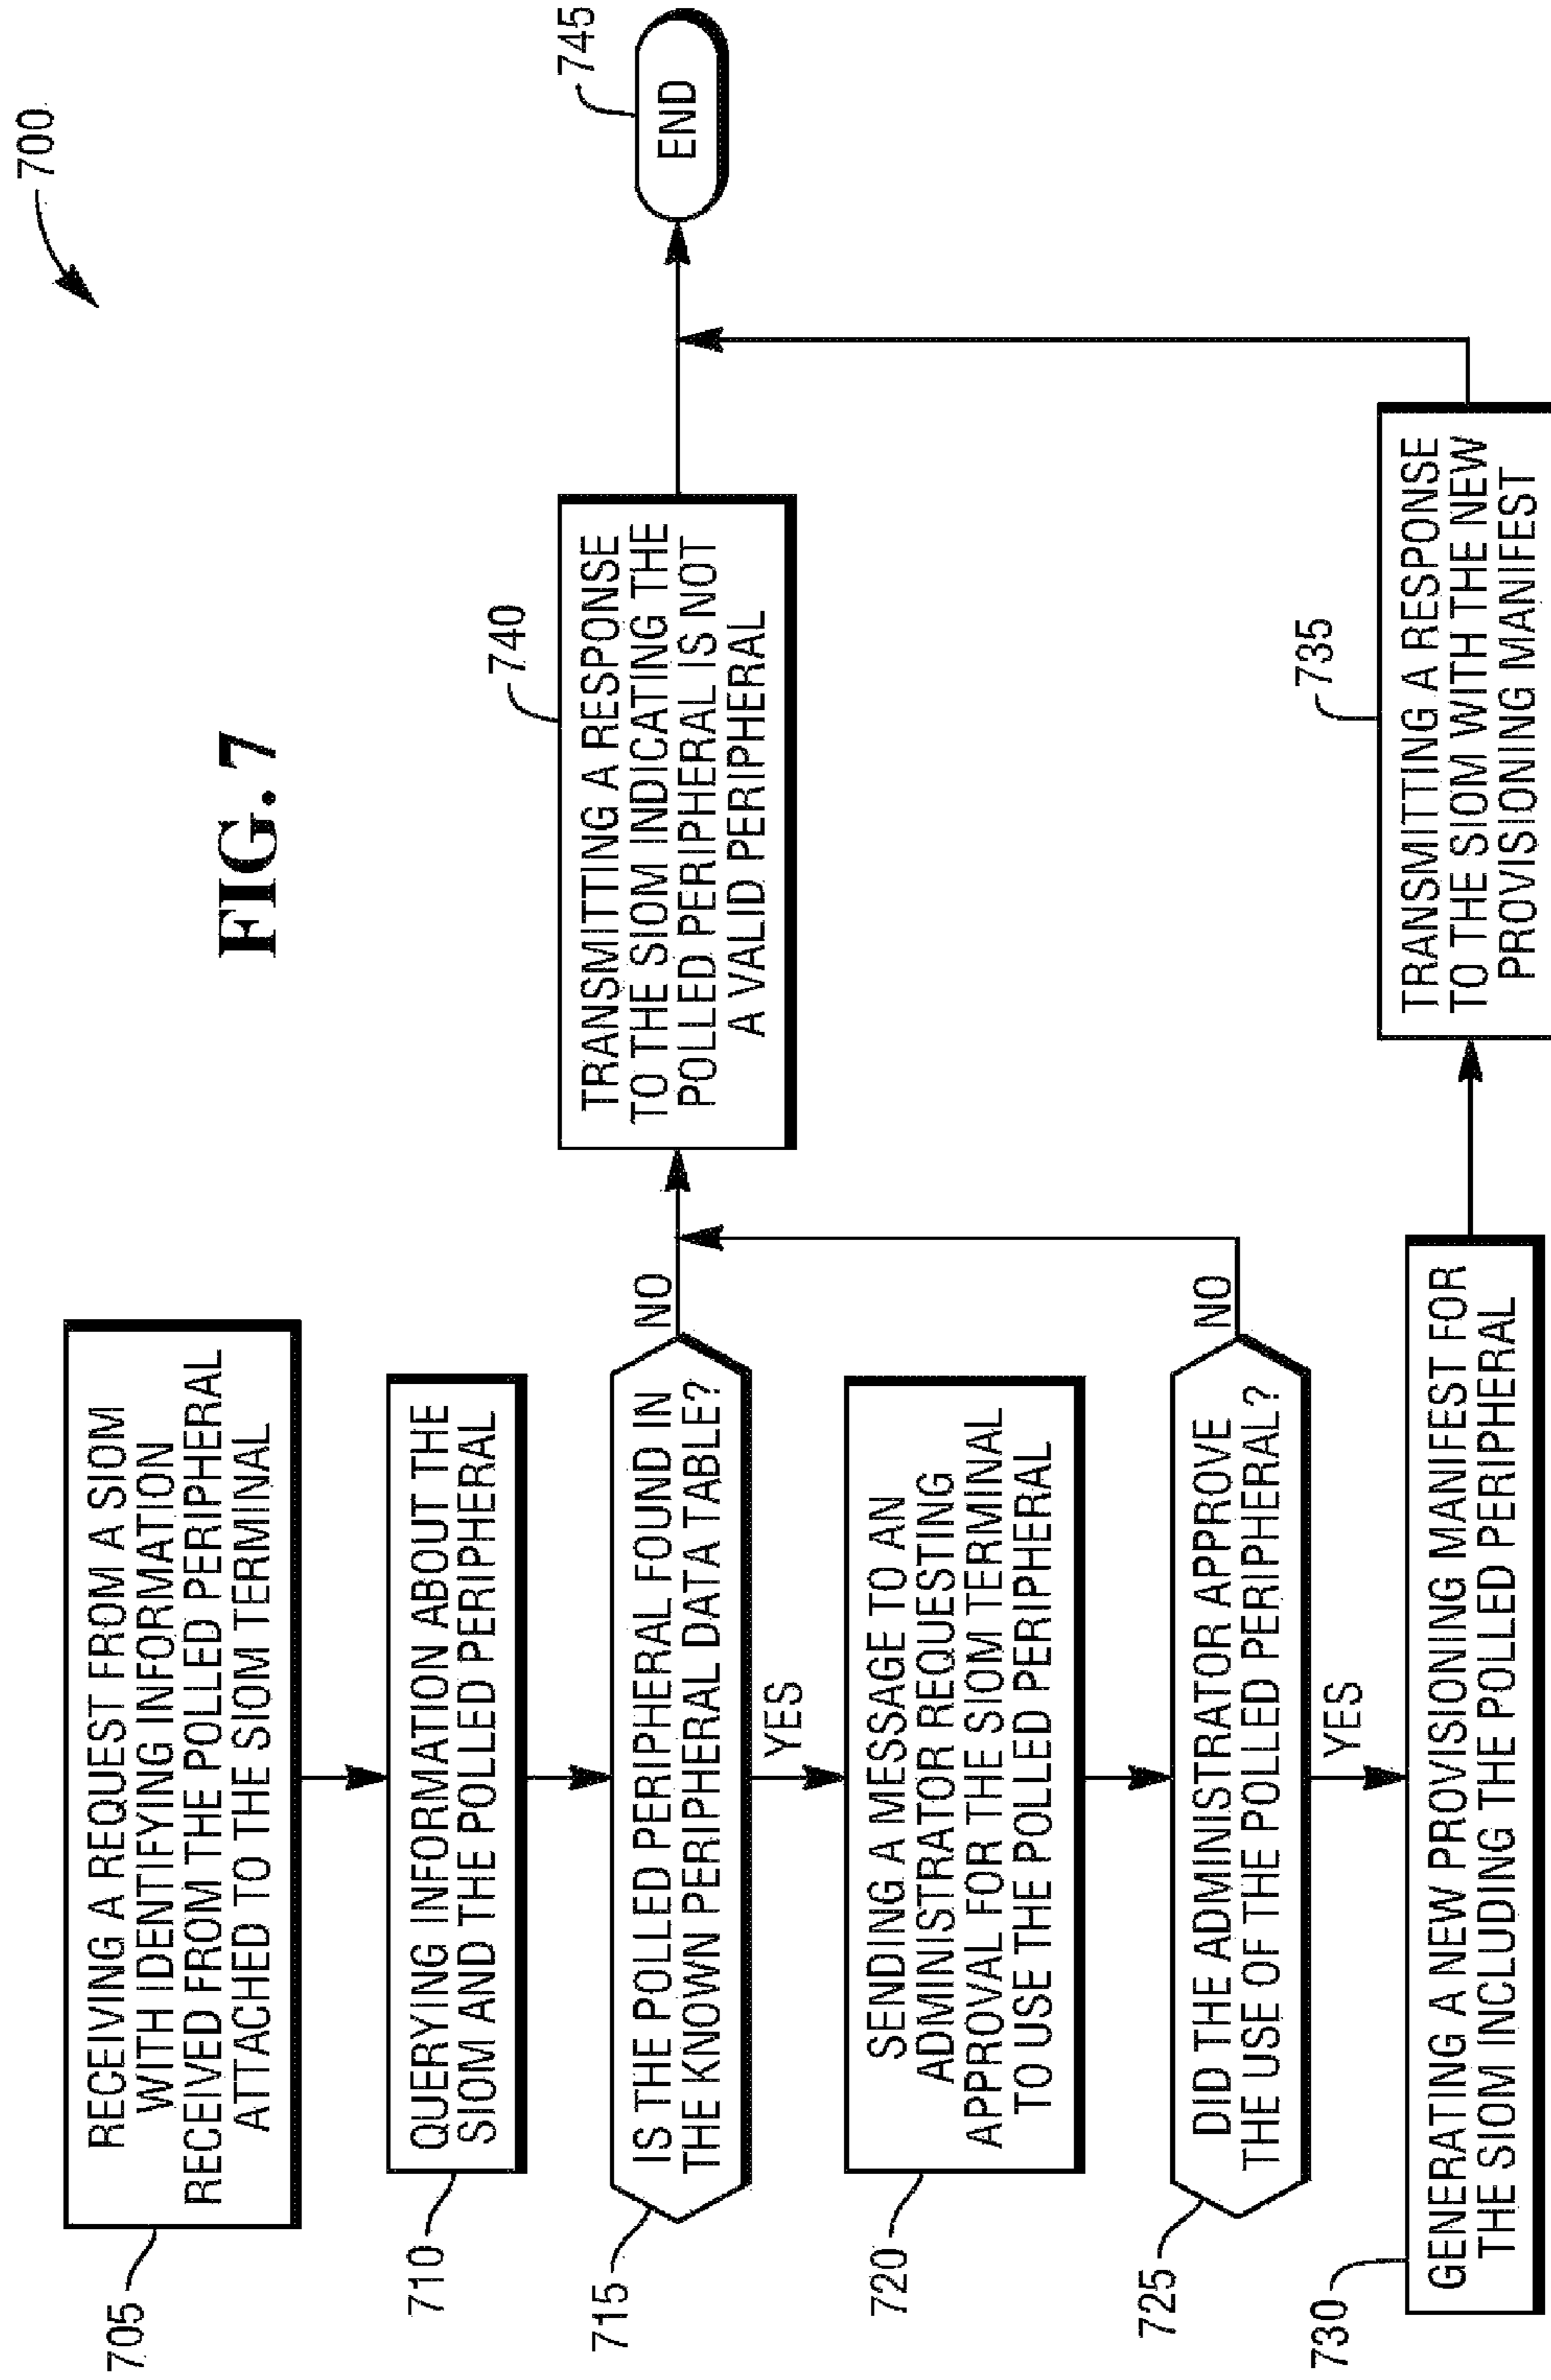 FIG. 7
700
705
RECEIVING A REQUEST FROM A SIOM
WITH IDENTIFYING INFORMATION
RECEIVED FROM THE POLLED PERIPHERAL
ATTACHED TO THE SIOM TERMINAL
710
QUERYING INFORMATION ABOUT THE
SIOM AND THE POLLED PERIPHERAL
715
IS THE POLLED PERIPHERAL FOUND IN
THE KNOWN PERIPHERAL DATA TABLE?
NO
YES
740
TRANSMITTING A RESPONSE
TO THE SIOM INDICATING THE
POLLED PERIPHERAL IS NOT
A VALID PERIPHERAL
745
END
720
SENDING A MESSAGE TO AN
ADMINISTRATOR REQUESTING
APPROVAL FOR THE SIOM TERMINAL
TO USE THE POLLED PERIPHERAL
725
DID THE ADMINISTRATOR APPROVE
THE USE OF THE POLLED PERIPHERAL?
NO
YES
730
GENERATING A NEW PROVISIONING MANIFEST FOR
THE SIOM INCLUDING THE POLLED PERIPHERAL
735
TRANSMITTING A RESPONSE
TO THE SIOM WITH THE NEW
PROVISIONING MANIFEST